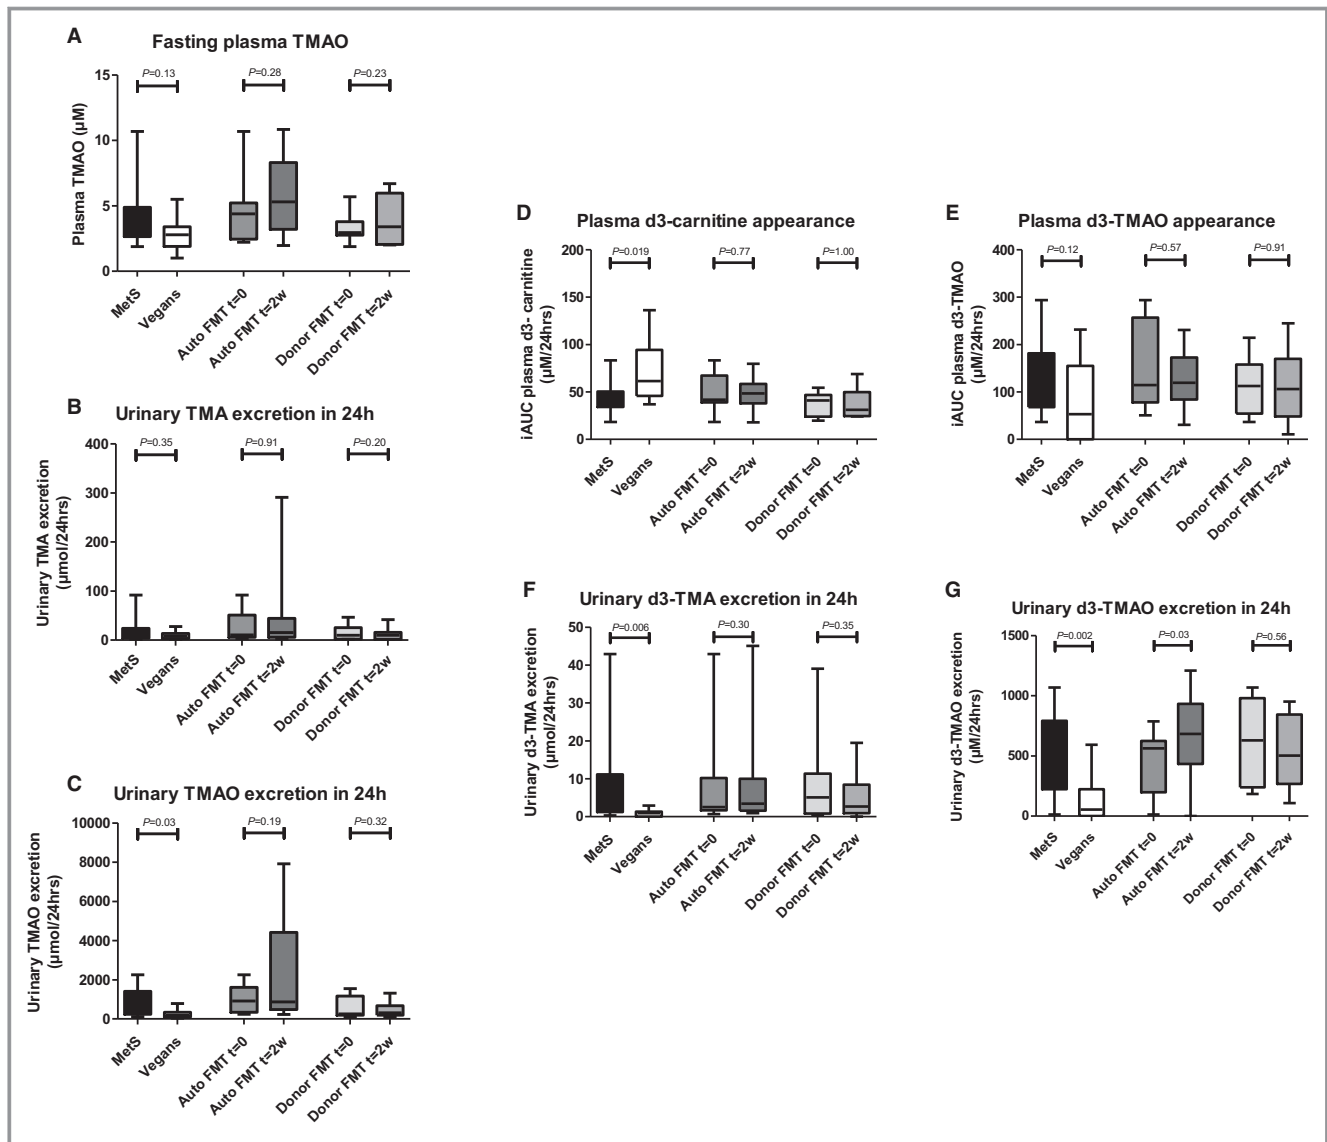 A
Fasting plasma TMAO
P=0.13
P=0.28
P=0.23
15
10
5
0
Plasma TMAO (µM)
MetS
Vegans
Auto FMT t=0
Auto FMT t=2w
Donor FMT t=0
Donor FMT t=2w
B
Urinary TMA excretion in 24h
P=0.35
P=0.91
P=0.20
400
300
200
100
0
Urinary TMA excretion
(µmol/24hrs)
MetS
Vegans
Auto FMT t=0
Auto FMT t=2w
Donor FMT t=0
Donor FMT t=2w
C
Urinary TMAO excretion in 24h
P=0.03
P=0.19
P=0.32
10000
8000
6000
4000
2000
0
Urinary TMAO excretion
(µmol/24hrs)
MetS
Vegans
Auto FMT t=0
Auto FMT t=2w
Donor FMT t=0
Donor FMT t=2w
D
Plasma d3-carnitine appearance
P=0.019
P=0.77
P=1.00
200
150
100
50
0
iAUC plasma d3- carnitine
(µM/24hrs)
MetS
Vegans
Auto FMT t=0
Auto FMT t=2w
Donor FMT t=0
Donor FMT t=2w
E
Plasma d3-TMAO appearance
P=0.12
P=0.57
P=0.91
400
300
200
100
0
iAUC plasma d3-TMAO
(µM/24hrs)
MetS
Vegans
Auto FMT t=0
Auto FMT t=2w
Donor FMT t=0
Donor FMT t=2w
F
Urinary d3-TMA excretion in 24h
P=0.006
P=0.30
P=0.35
50
40
30
20
10
0
Urinary d3-TMA excretion
(µmol/24hrs)
MetS
Vegans
Auto FMT t=0
Auto FMT t=2w
Donor FMT t=0
Donor FMT t=2w
G
Urinary d3-TMAO excretion in 24h
P=0.002
P=0.03
P=0.56
1500
1000
500
0
Urinary d3-TMAO excretion
(µM/24hrs)
MetS
Vegans
Auto FMT t=0
Auto FMT t=2w
Donor FMT t=0
Donor FMT t=2w